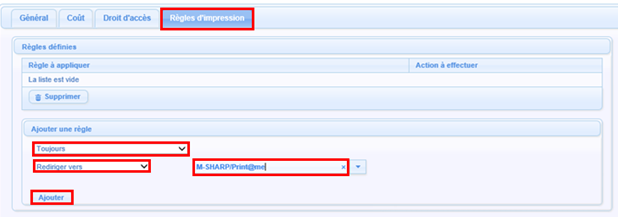 Général Coût Droit d'accès Règles d'impression
Règles définies
Règle à appliquer Action à effectuer
La liste est vide
Supprimer
Ajouter une règle
Toujours
Rediriger vers M-SHARP/Print@me ×
Ajouter